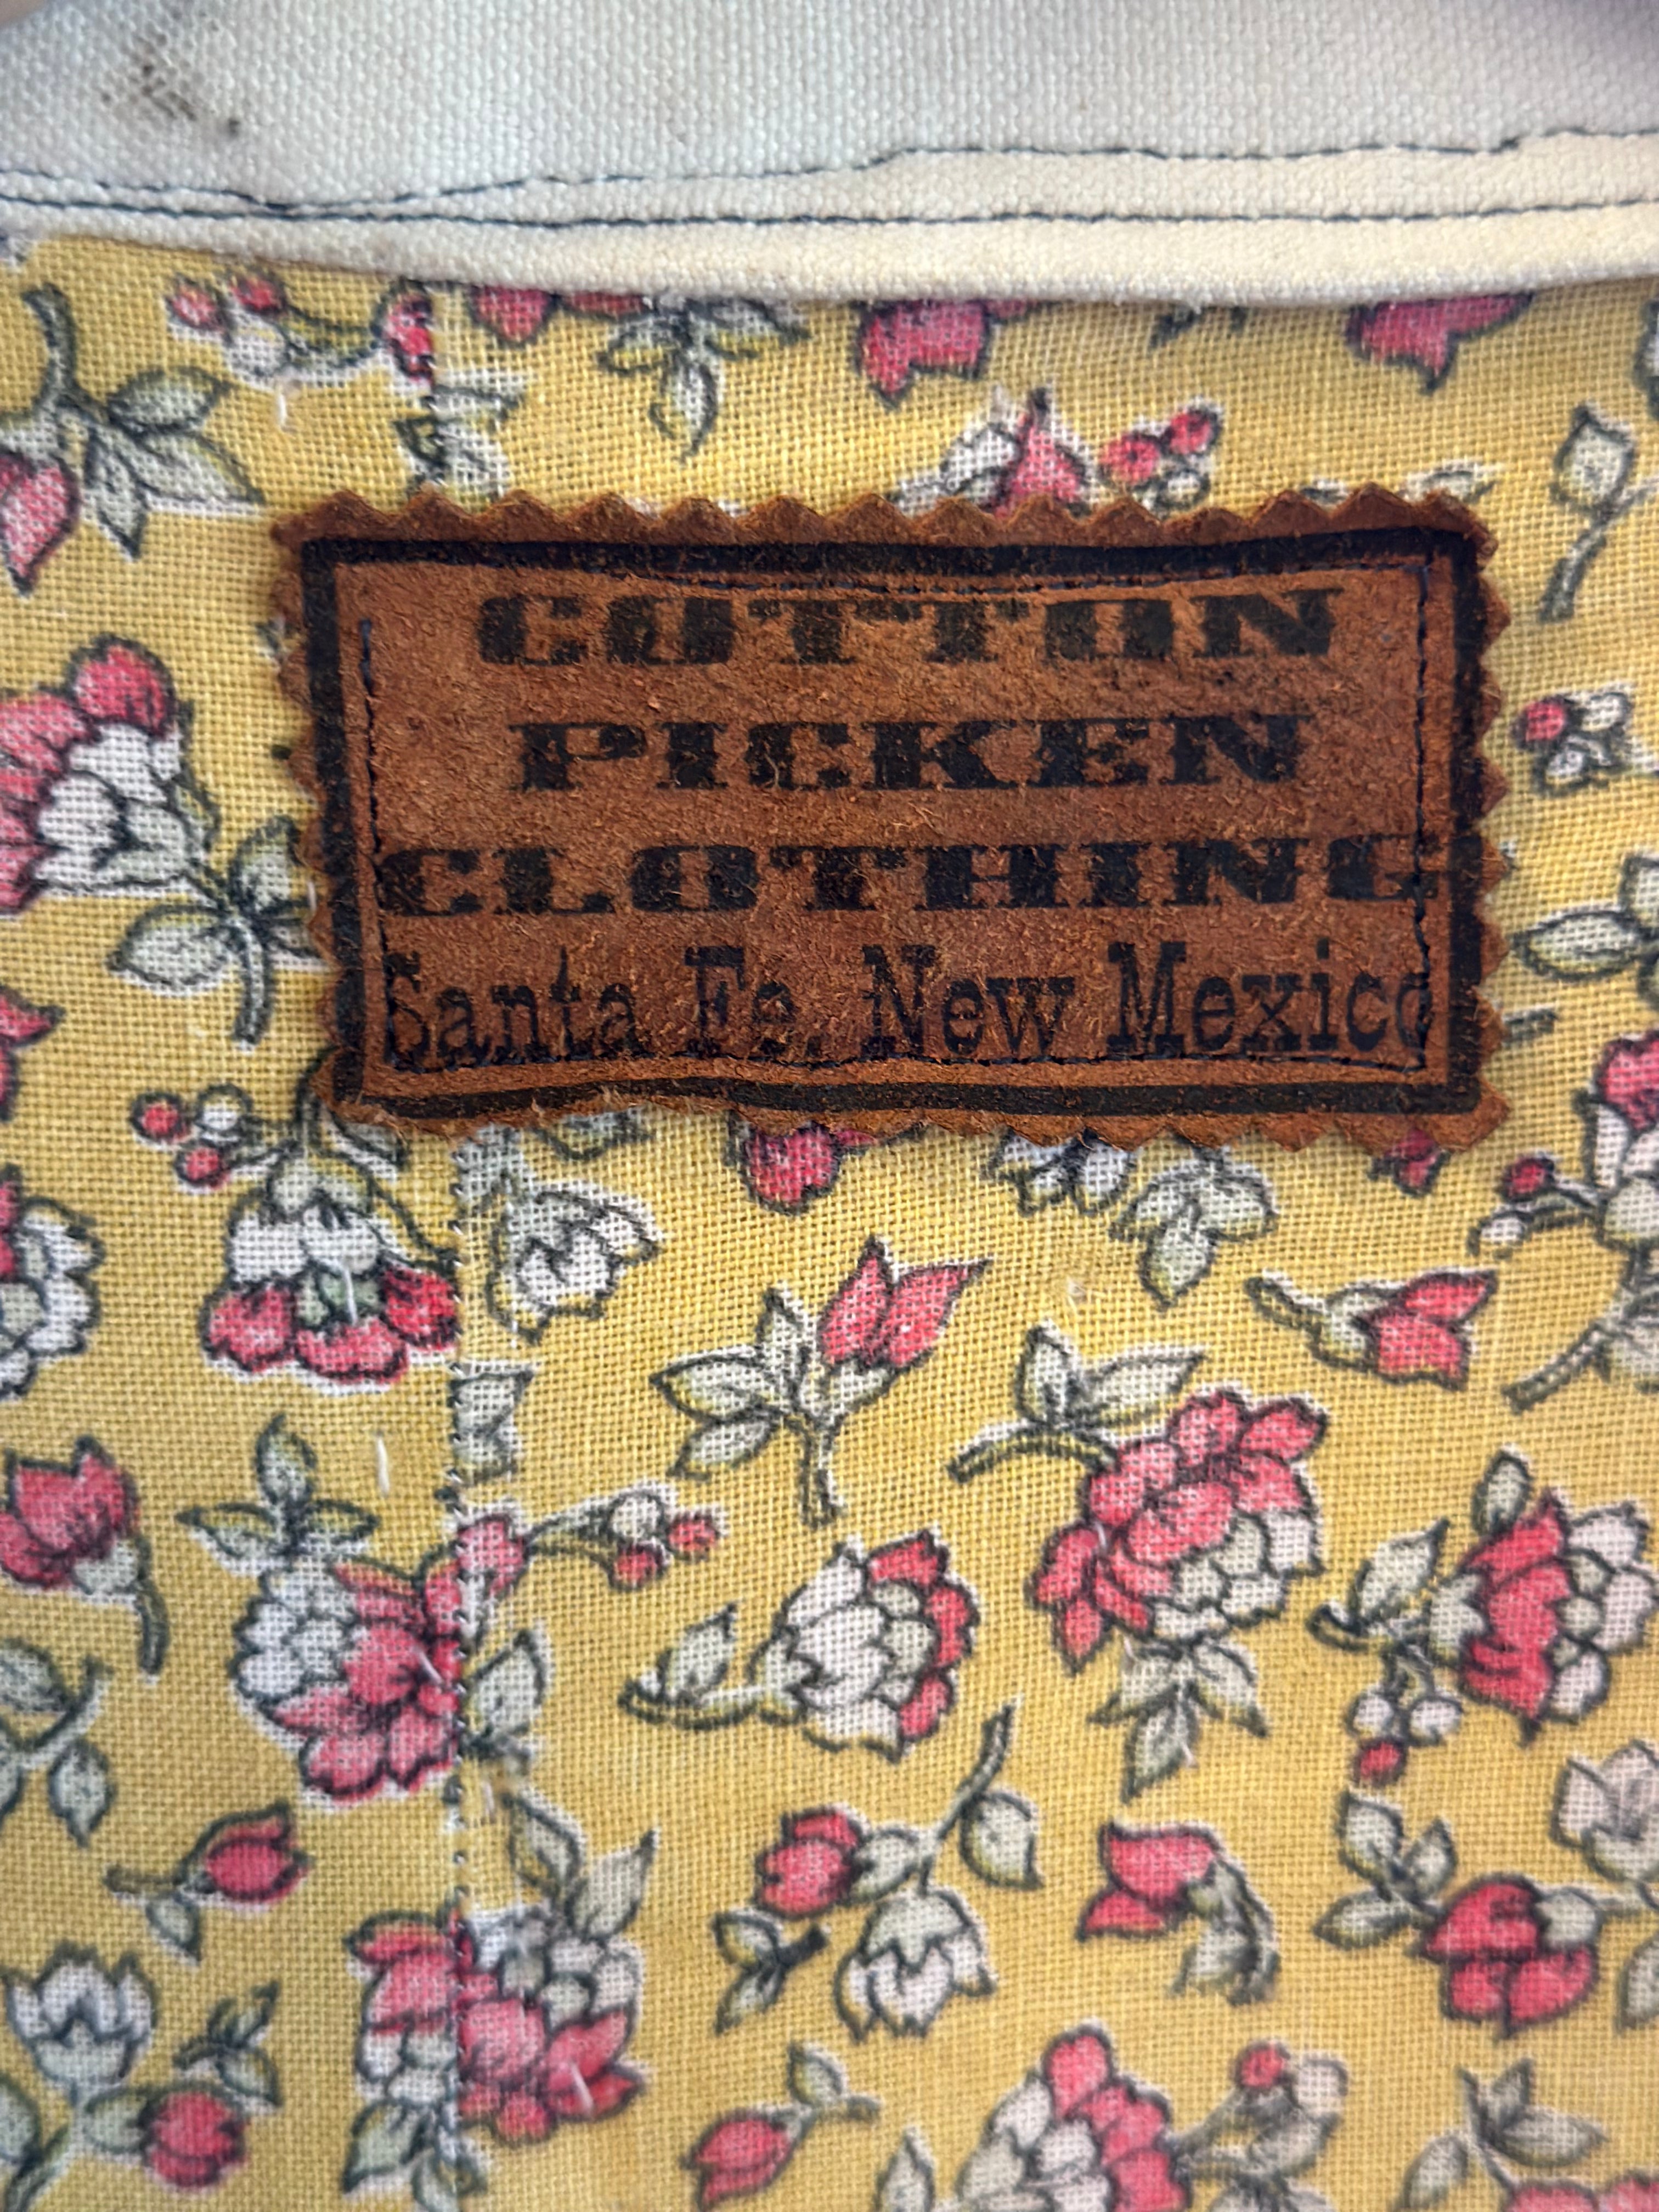 COTTON
PICKEN
CLOTHING
Santa Fe, New Mexico